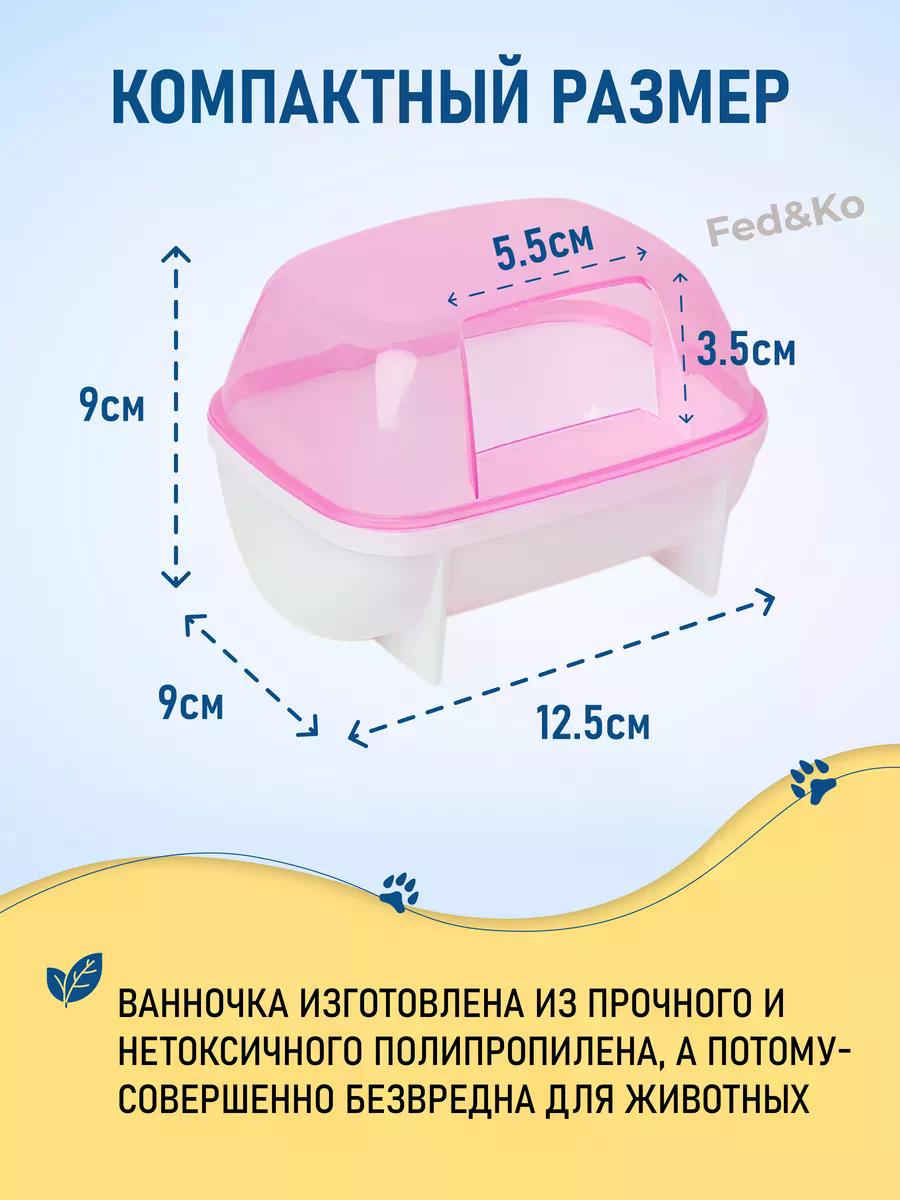 КОМПАКТНЫЙ РАЗМЕР
Fed&Ko
5.5см
3.5см
9см
9см
12.5см
ВАННОЧКА ИЗГОТОВЛЕНА ИЗ ПРОЧНОГО И
НЕТОКСИЧНОГО ПОЛИПРОПИЛЕНА, А ПОТОМУ-
СОВЕРШЕННО БЕЗВРЕДНА ДЛЯ ЖИВОТНЫХ